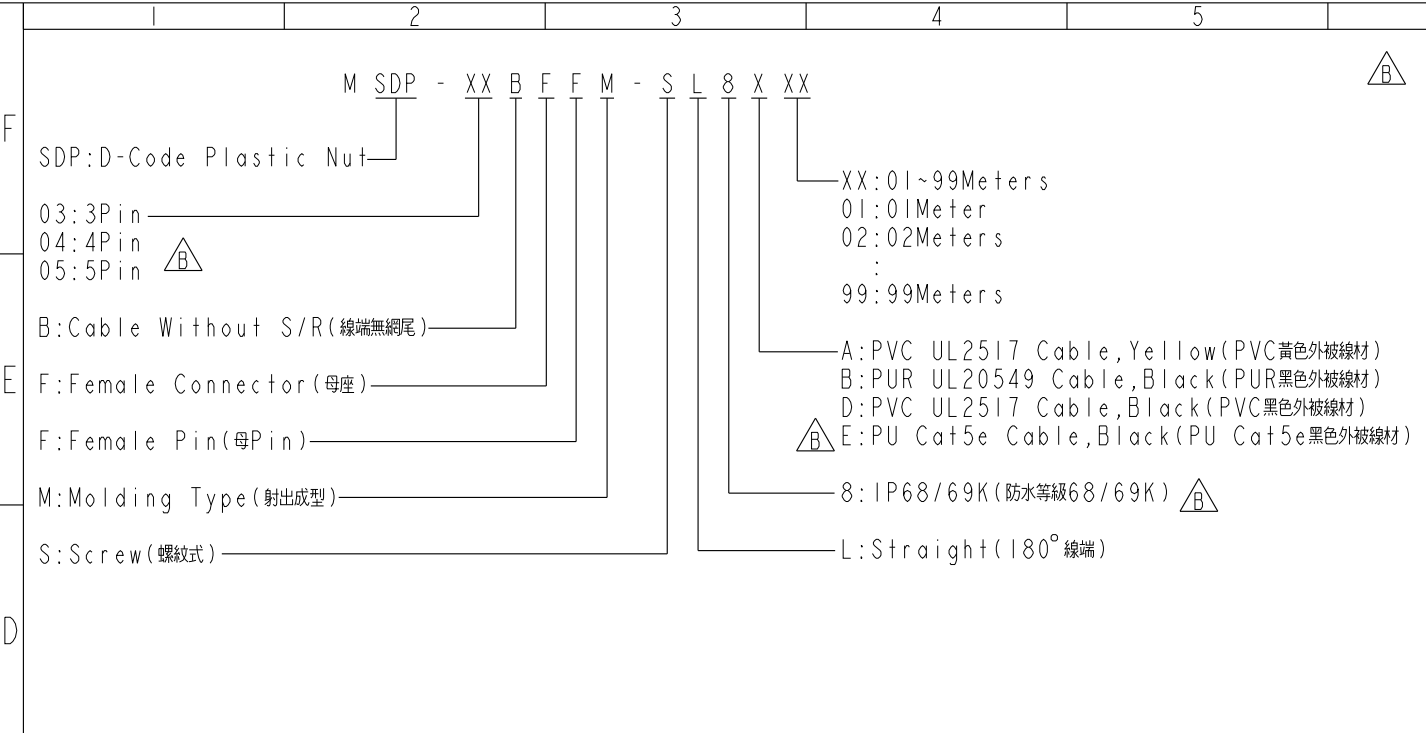 1 2 3 4 5
B
M SDP - XX B F F M - S L 8 X XX
F
SDP:D-Code Plastic Nut
03:3Pin
04:4Pin
05:5Pin
B
B:Cable Without S/R(線端無網尾)
E
F:Female Connector(母座)
F:Female Pin(母Pin)
M:Molding Type(射出成型)
S:Screw(螺紋式)
XX:01~99Meters
01:01Meter
02:02Meters
:
99:99Meters
A:PVC UL2517 Cable,Yellow(PVC黃色外被線材)
B:PUR UL20549 Cable,Black(PUR黑色外被線材)
D:PVC UL2517 Cable,Black(PVC黑色外被線材)
B E:PU Cat5e Cable,Black(PU Cat5e黑色外被線材)
8:IP68/69K(防水等級68/69K) B
L:Straight(180°線端)
D